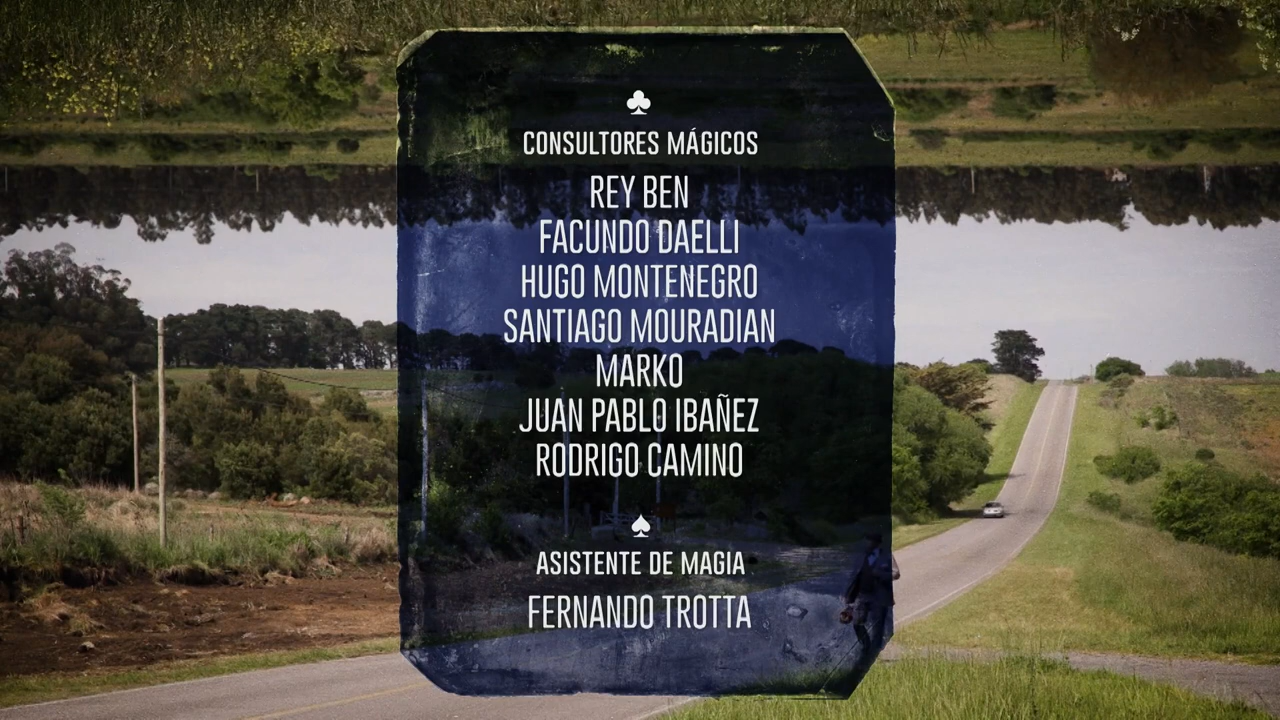 CONSULTORES MÁGICOS
REY BEN
FACUNDO DAELLI
HUGO MONTENEGRO
SANTIAGO MOURADIAN
MARKO
JUAN PABLO IBAÑEZ
RODRIGO CAMINO
ASISTENTE DE MAGIA
FERNANDO TROTTA